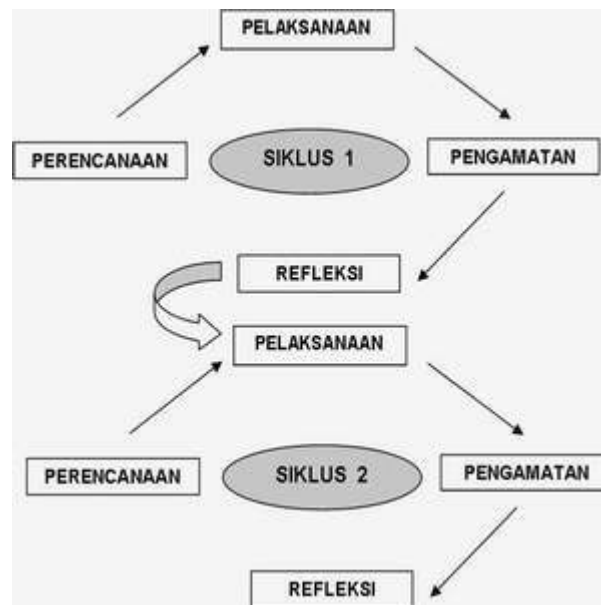 PELAKSANAAN
PERENCANAAN
SIKLUS 1
PENGAMATAN
REFLEKSI
PELAKSANAAN
PERENCANAAN
SIKLUS 2
PENGAMATAN
REFLEKSI